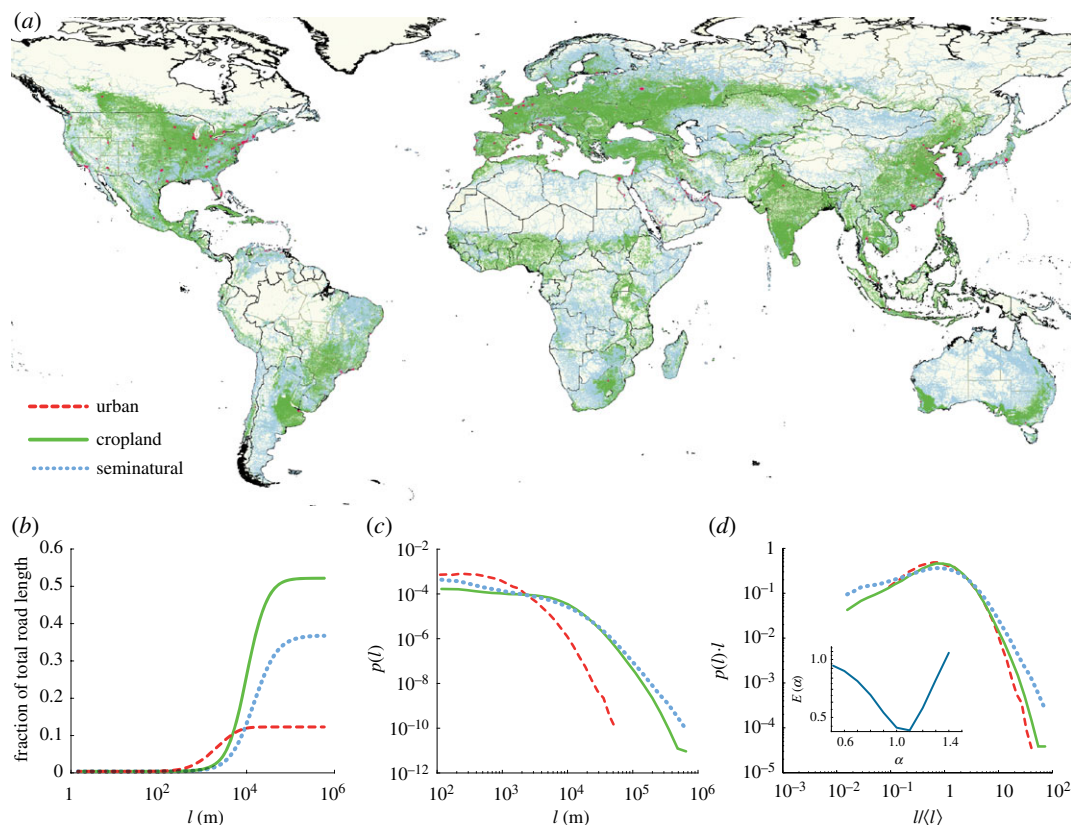 (a)
urban
cropland
seminatural
(b)
fraction of total road length
0.6
0.5
0.4
0.3
0.2
0.1
0
1
10²
10⁴
10⁶
l (m)
(c)
p(l)
10⁻²
10⁻⁴
10⁻⁶
10⁻⁸
10⁻¹⁰
10⁻¹²
10²
10³
10⁴
10⁵
10⁶
l (m)
(d)
p(l)·l
1
10⁻¹
10⁻²
10⁻³
10⁻⁴
10⁻⁵
10⁻³
10⁻²
10⁻¹
1
10
10²
l/⟨l⟩
E(α)
1.0
0.5
0.6
1.0
1.4
α